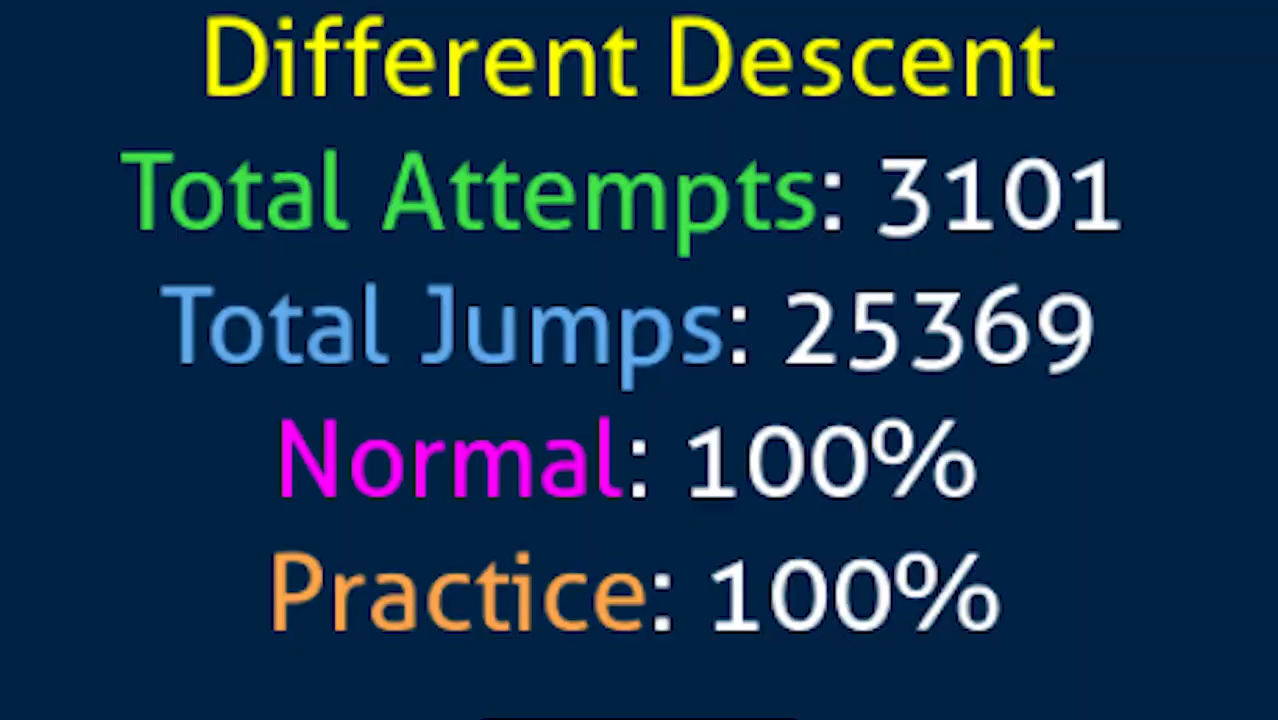 Different Descent
Total Attempts: 3101
Total Jumps: 25369
Normal: 100%
Practice: 100%